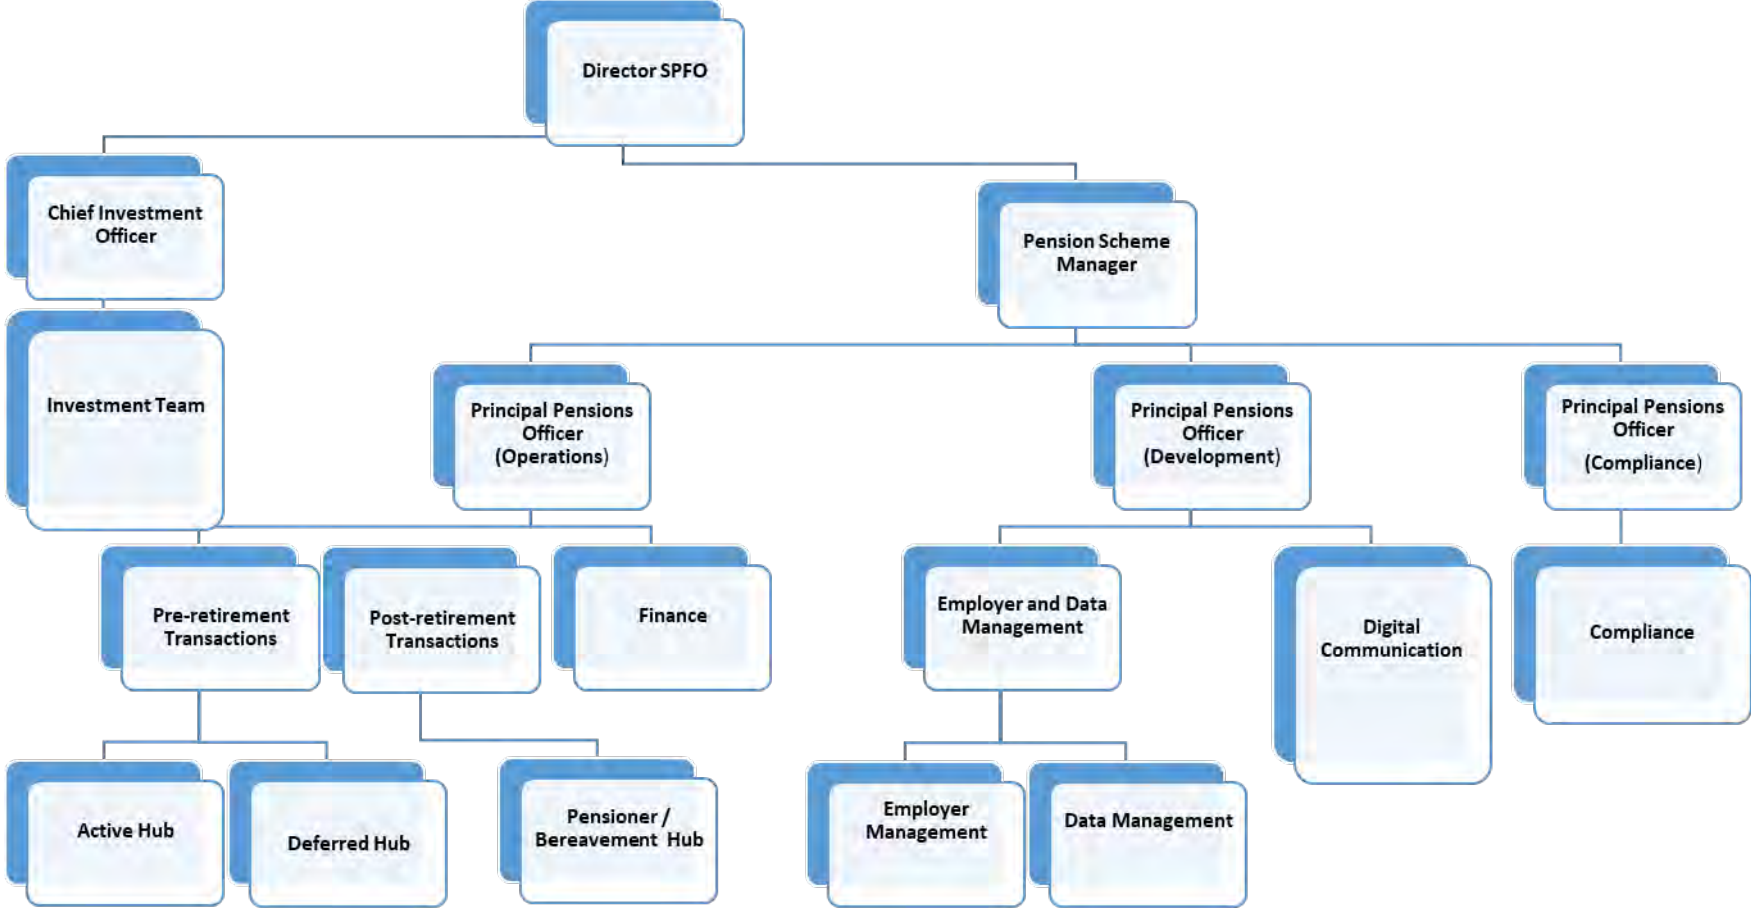 Director SPFO
Chief Investment
Officer
Pension Scheme
Manager
Investment Team
Principal Pensions
Officer
(Operations)
Principal Pensions
Officer
(Development)
Principal Pensions
Officer
(Compliance)
Pre-retirement
Transactions
Post-retirement
Transactions
Finance
Employer and Data
Management
Digital
Communication
Compliance
Active Hub
Deferred Hub
Pensioner /
Bereavement Hub
Employer
Management
Data Management